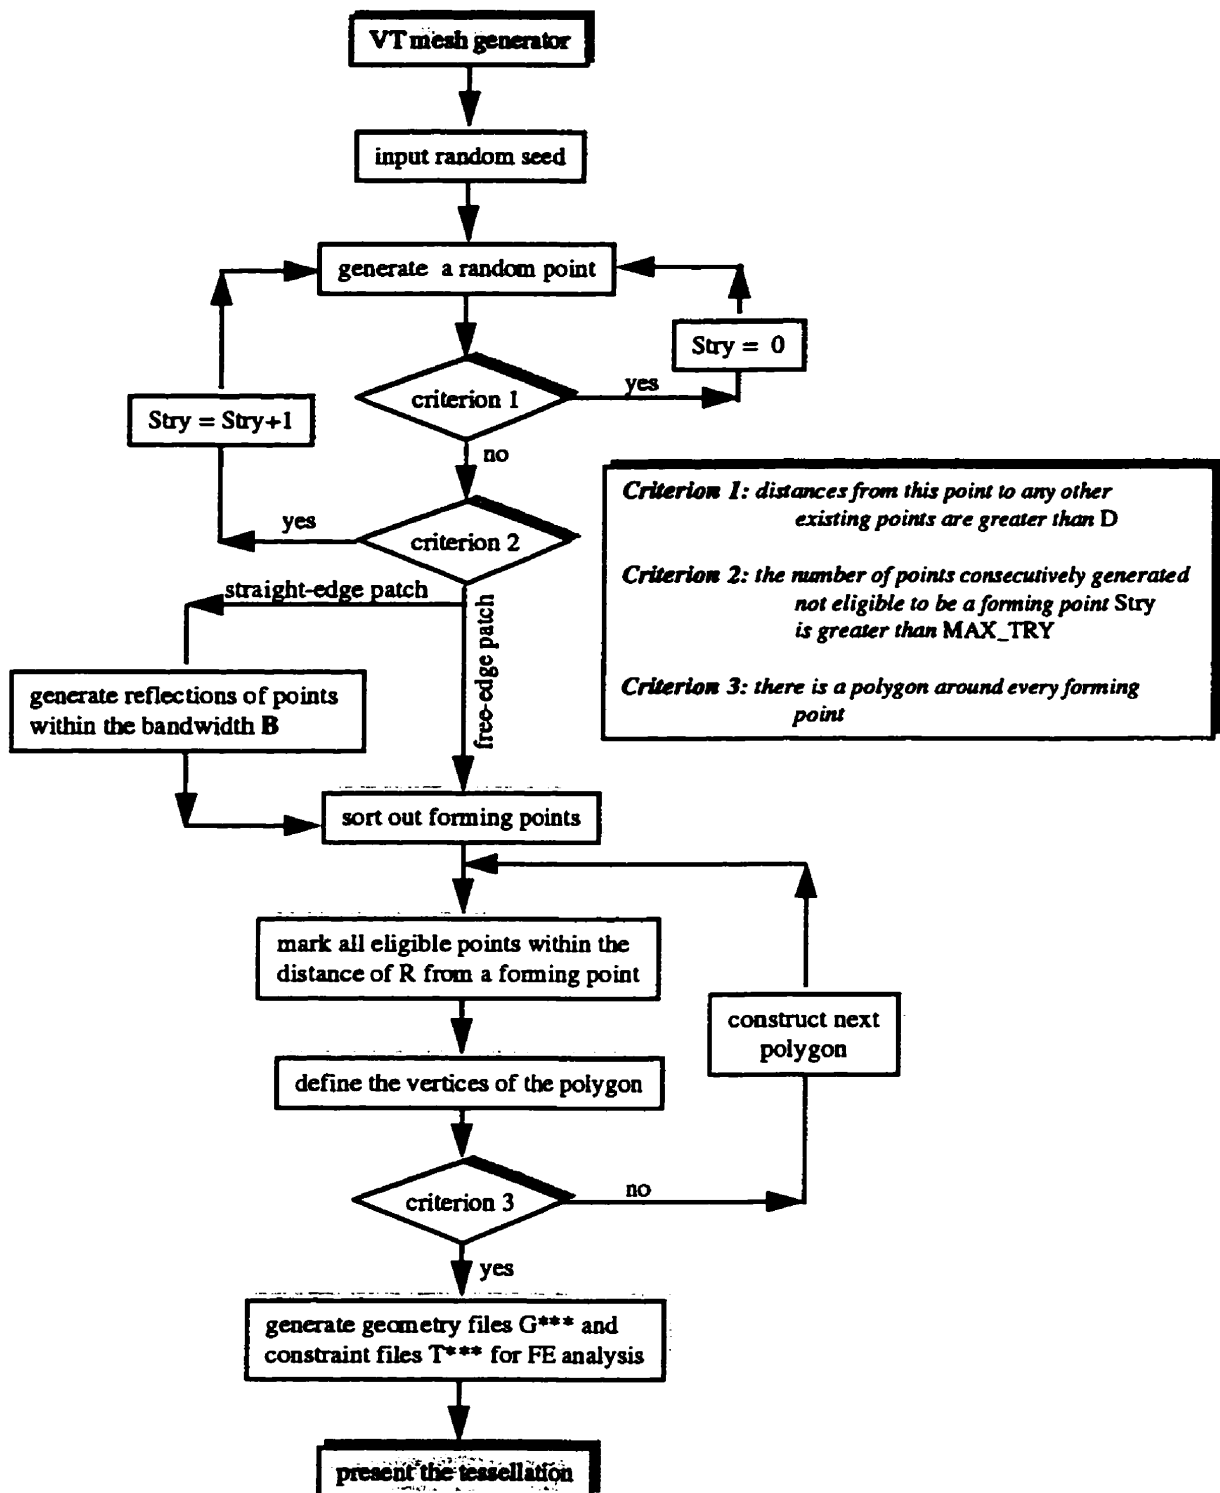 VT mesh generator
input random seed
generate a random point
Stry = 0
yes
criterion 1
Stry = Stry+1
no
yes
criterion 2
Criterion 1: distances from this point to any other
existing points are greater than D
Criterion 2: the number of points consecutively generated
not eligible to be a forming point Stry
is greater than MAX_TRY
Criterion 3: there is a polygon around every forming
point
straight-edge patch
free-edge patch
generate reflections of points
within the bandwidth B
sort out forming points
mark all eligible points within the
distance of R from a forming point
construct next
polygon
define the vertices of the polygon
criterion 3
no
yes
generate geometry files G*** and
constraint files T*** for FE analysis
present the tessellation